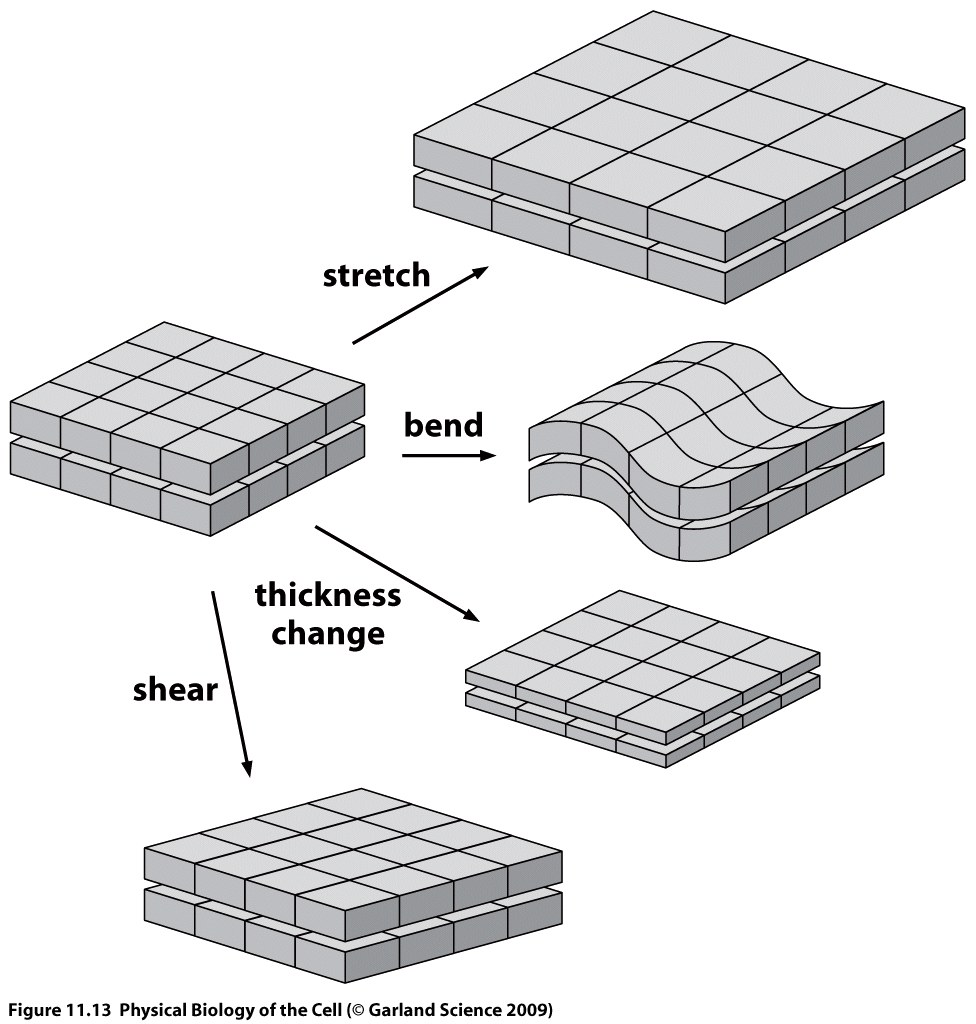 stretch
bend
thickness
change
shear
Figure 11.13 Physical Biology of the Cell (© Garland Science 2009)